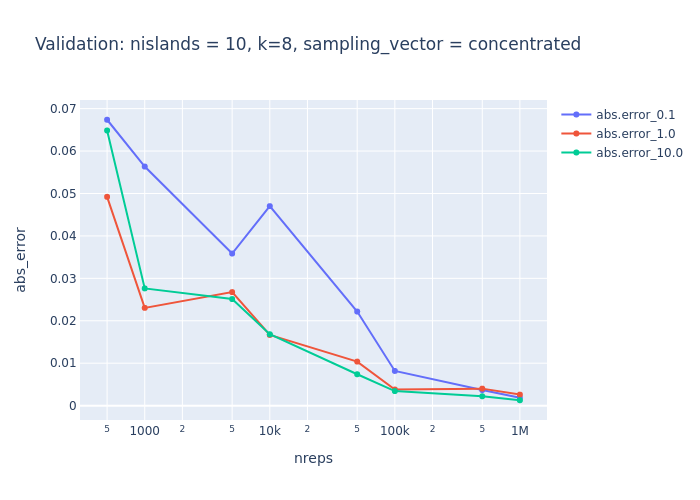 Validation: nislands = 10, k=8, sampling_vector = concentrated
abs.error_0.1
abs.error_1.0
abs.error_10.0
abs_error
0.07
0.06
0.05
0.04
0.03
0.02
0.01
0
5 1000 2 5 10k 2 5 100k 2 5 1M
nreps